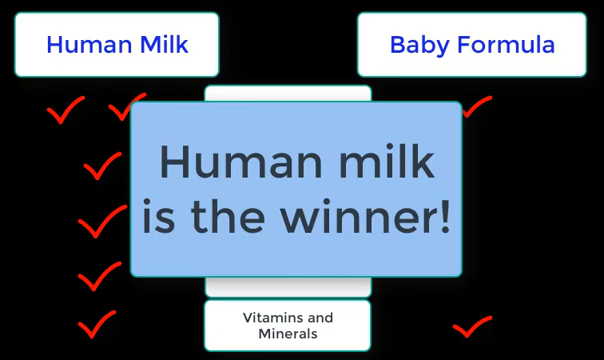 Human Milk
Baby Formula
Human milk
is the winner!
Vitamins and
Minerals